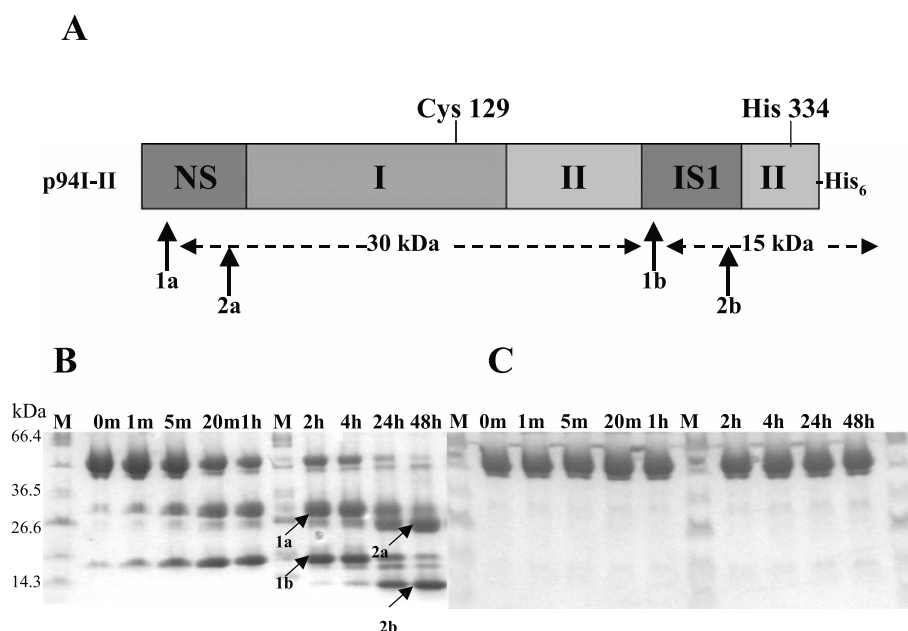 A
Cys 129
His 334
p94I-II
NS
I
II
IS1
II
His6
30 kDa
15 kDa
1a
2a
1b
2b
B
C
kDa
M 0m 1m 5m 20m 1h M 2h 4h 24h 48h
M 0m 1m 5m 20m 1h M 2h 4h 24h 48h
66.4
36.5
26.6
14.3
1a
2a
1b
2b